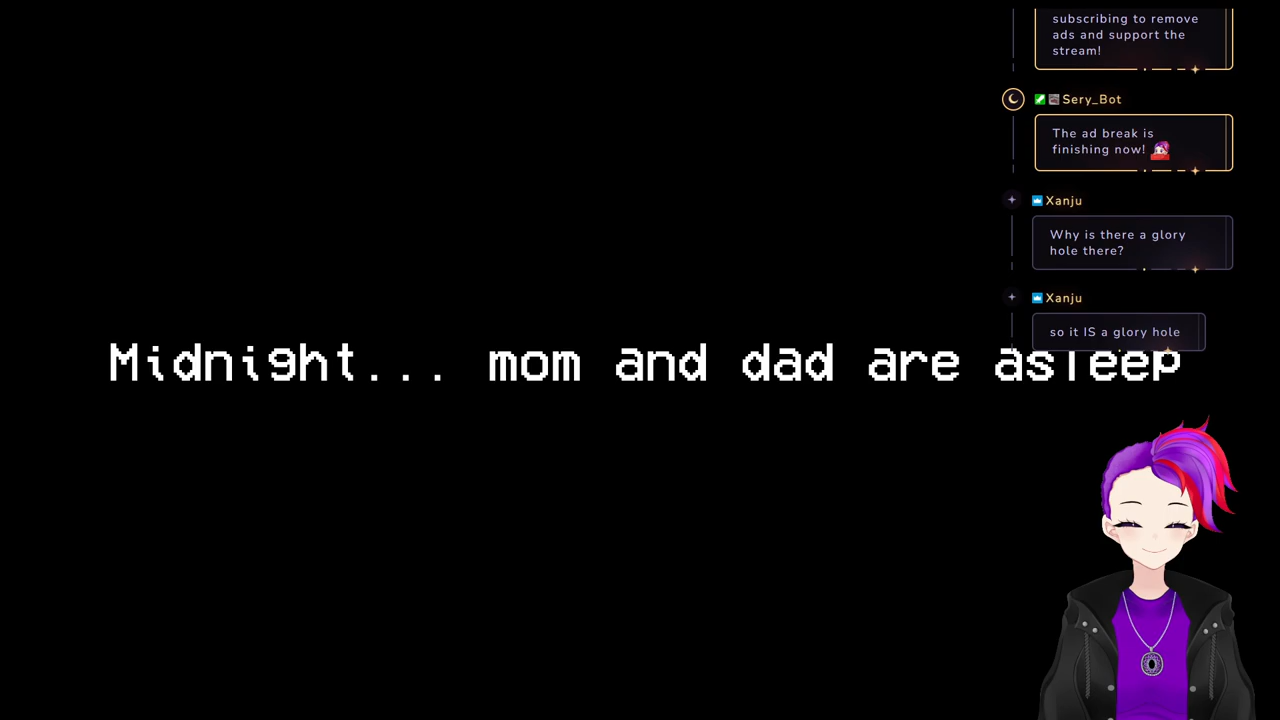 subscribing to remove
ads and support the
stream!
Sery_Bot
The ad break is
finishing now!
Xanju
Why is there a glory
hole there?
Xanju
so it IS a glory hole
Midnight... mom and dad are asleep